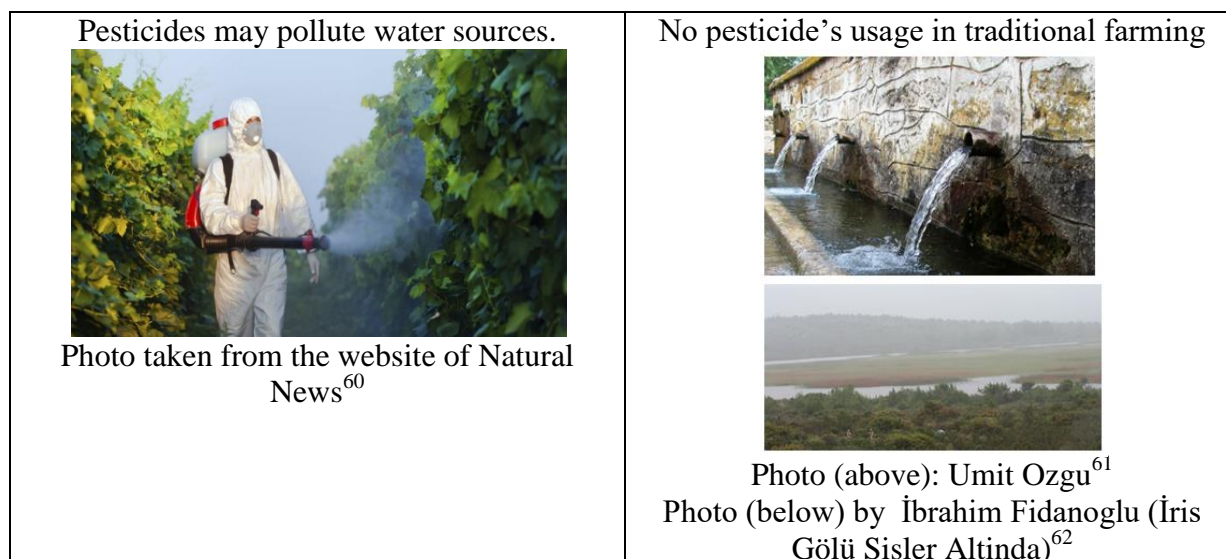 Pesticides may pollute water sources.
Photo taken from the website of Natural
News60
No pesticide’s usage in traditional farming
Photo (above): Umit Ozgu61
Photo (below) by İbrahim Fidanoglu (İris
Gölü Sisler Altinda)62